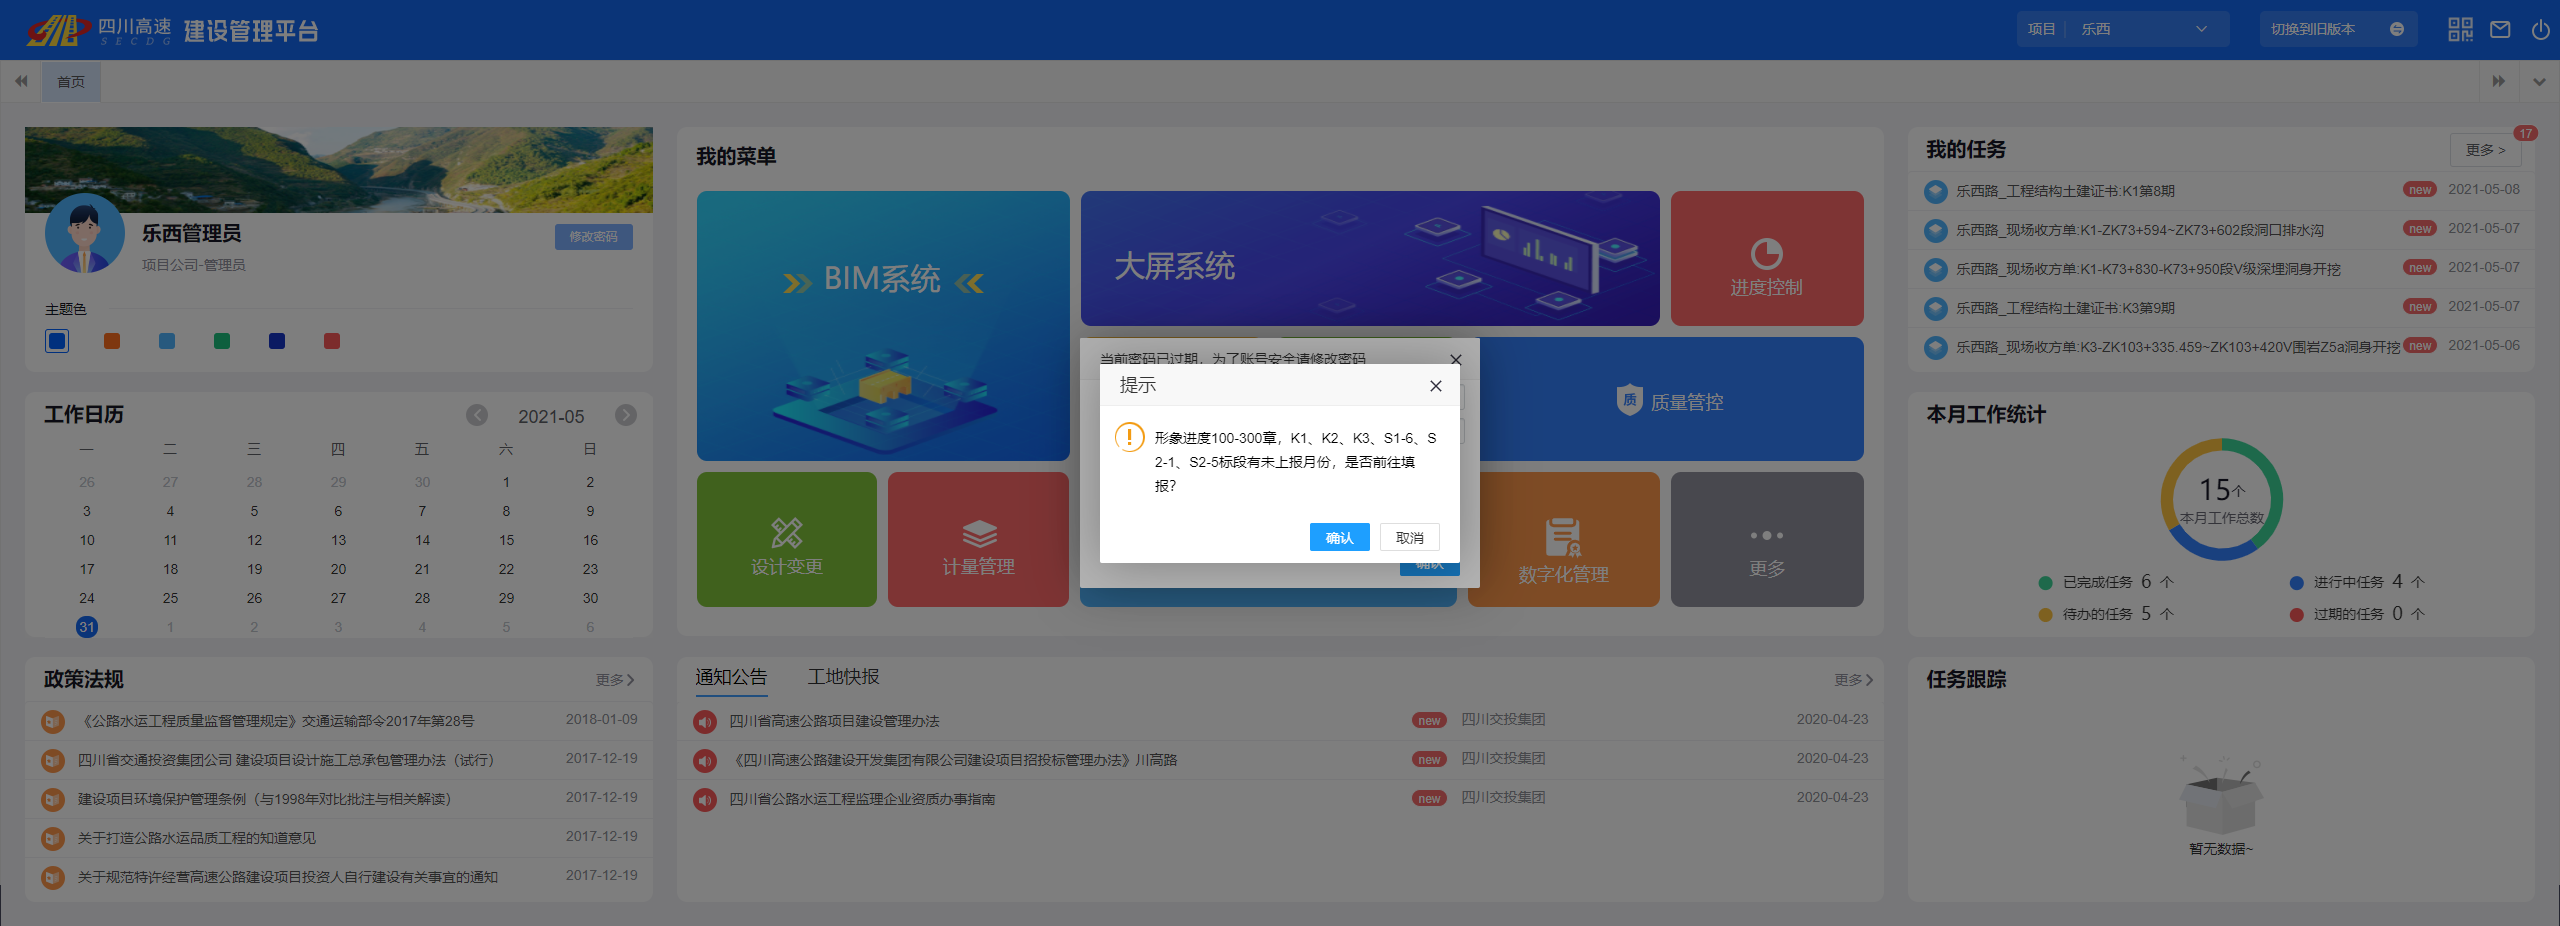 四川高速
SECDG
建设管理平台
项目 乐西
切换到旧版本
首页
乐西管理员
修改密码
项目公司-管理员
主题色
工作日历
2021-05
一 二 三 四 五 六 日
26 27 28 29 30 1 2
3 4 5 6 7 8 9
10 11 12 13 14 15 16
17 18 19 20 21 22 23
24 25 26 27 28 29 30
31 1 2 3 4 5 6
政策法规
更多
《公路水运工程质量监督管理规定》交通运输部令2017年第28号 2018-01-09
四川省交通投资集团公司 建设项目设计施工总承包管理办法（试行） 2017-12-19
建设项目环境保护管理条例（与1998年对比批注与相关解读） 2017-12-19
关于打造公路水运品质工程的知道意见 2017-12-19
关于规范特许经营高速公路建设项目投资人自行建设有关事宜的通知 2017-12-19
我的菜单
BIM系统
大屏系统
进度控制
质 质量管控
设计变更
计量管理
数字化管理
更多
当前密码已过期，为了账号安全请修改密码
提示
形象进度100-300章，K1、K2、K3、S1-6、S
2-1、S2-5标段有未上报月份，是否前往填
报？
确认 取消
确认
通知公告 工地快报
更多
四川省高速公路项目建设管理办法 new 四川交投集团 2020-04-23
《四川高速公路建设开发集团有限公司建设项目招投标管理办法》川高路 new 四川交投集团 2020-04-23
四川省公路水运工程监理企业资质办事指南 new 四川交投集团 2020-04-23
我的任务
更多 >
17
乐西路_工程结构土建证书:K1第8期 new 2021-05-08
乐西路_现场收方单:K1-ZK73+594~ZK73+602段洞口排水沟 new 2021-05-07
乐西路_现场收方单:K1-K73+830-K73+950段V级深埋洞身开挖 new 2021-05-07
乐西路_工程结构土建证书:K3第9期 new 2021-05-07
乐西路_现场收方单:K3-ZK103+335.459~ZK103+420V围岩Z5a洞身开挖 new 2021-05-06
本月工作统计
15个
本月工作总数
已完成任务 6 个
进行中任务 4 个
待办的任务 5 个
过期的任务 0 个
任务跟踪
暂无数据~